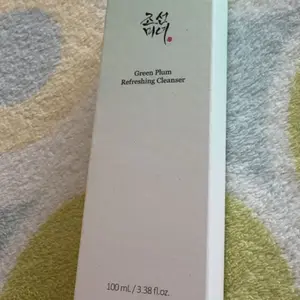 조선
미녀
Green Plum
Refreshing Cleanser
100 mL / 3.38 fl.oz.